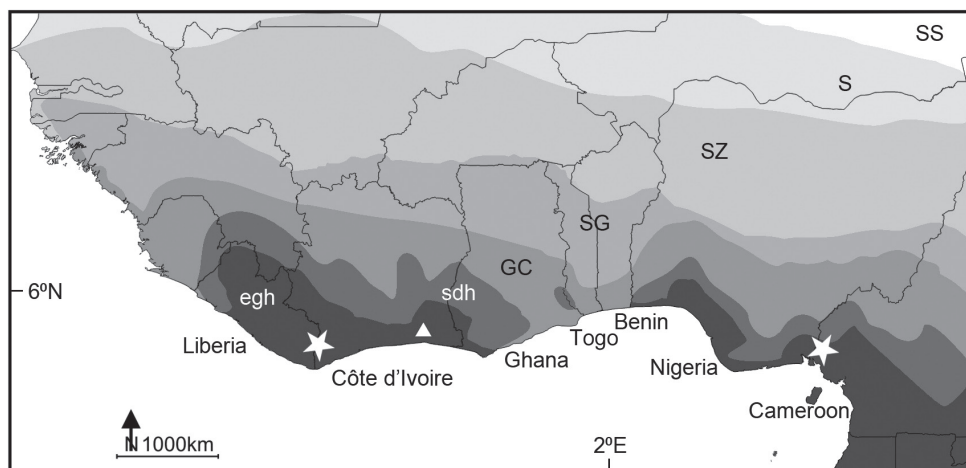 SS
S
SZ
SG
GC
6ºN
egh
sdh
Liberia
Côte d'Ivoire
Ghana
Togo
Benin
Nigeria
Cameroon
N 1000km
2ºE